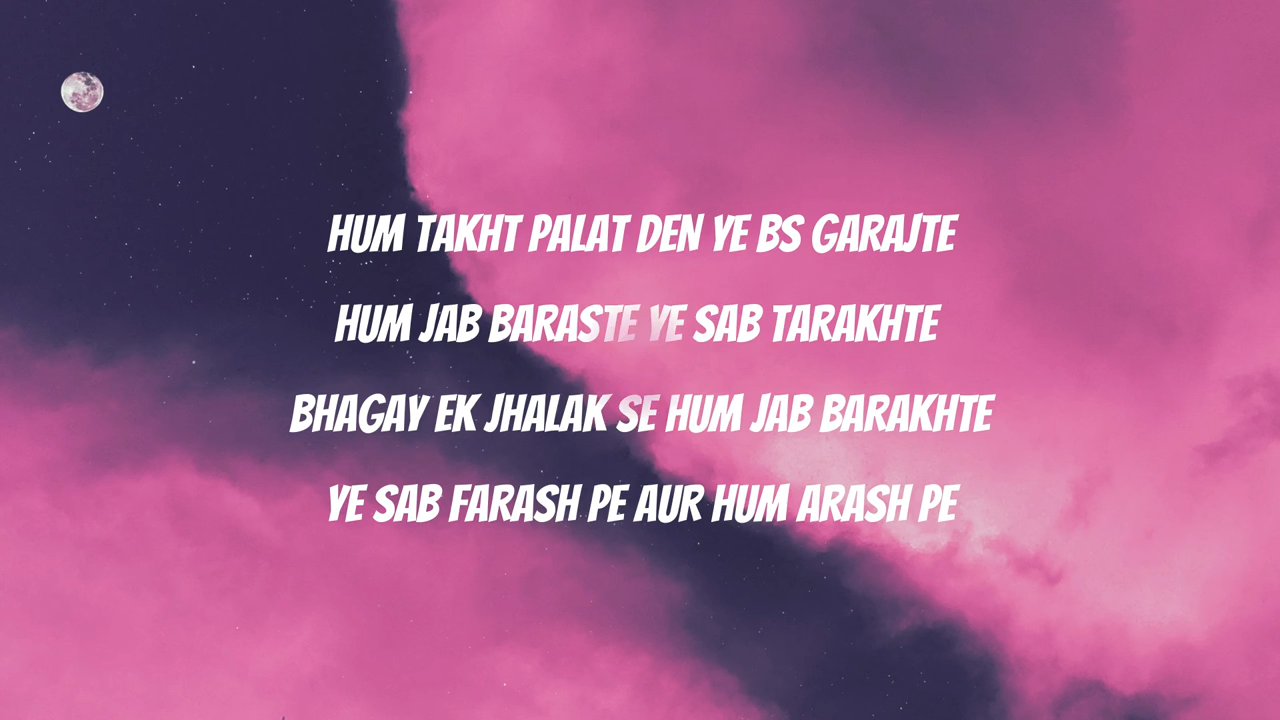 HUM TAKHT PALAT DEN YE BS GARAJTE
HUM JAB BARASTE YE SAB TARAKHTE
BHAGAY EK JHALAK SE HUM JAB BARAKHTE
YE SAB FARASH PE AUR HUM ARASH PE